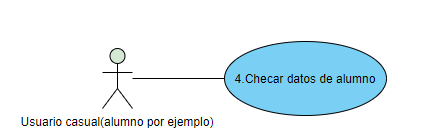 4.Checar datos de alumno
Usuario casual(alumno por ejemplo)